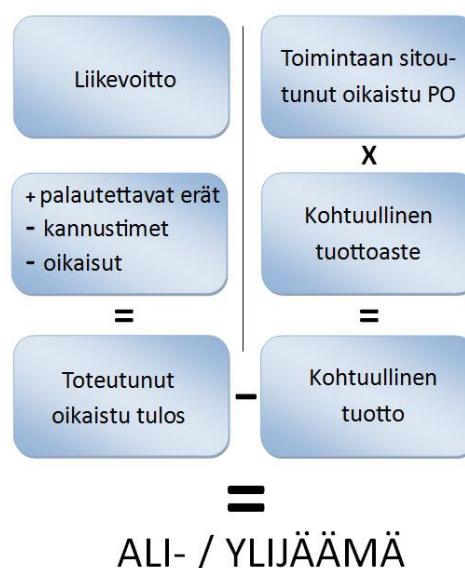 Liikevoitto
+ palautettavat erät
- kannustimet
- oikaisut
=
Toteutunut
oikaistu tulos
Toimintaan sitou-
tunut oikaistu PO
x
Kohtuullinen
tuottoaste
=
-
Kohtuullinen
tuotto
=
ALI- / YLIJÄÄMÄ